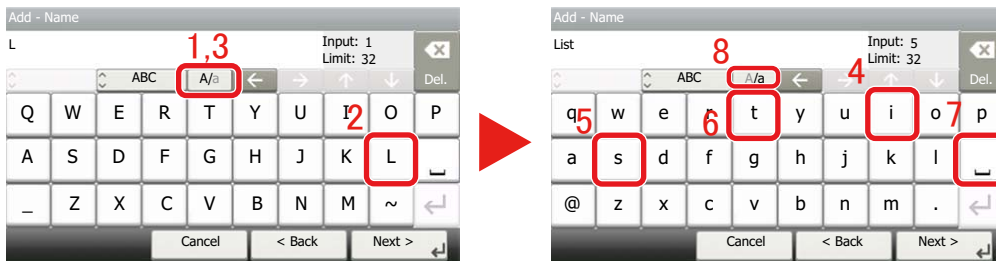 Add - Name
L
Input: 1
Limit: 32
1,3
ABC
A/a
Del.
Q W E R T Y U I O P
2
A S D F G H J K L
_ Z X C V B N M ~
Cancel
< Back
Next >
Add - Name
List
Input: 5
Limit: 32
8
4
ABC
A/a
Del.
q w e r t y u i o p
5
6
7
a s d f g h j k l
@ z x c v b n m .
Cancel
< Back
Next >